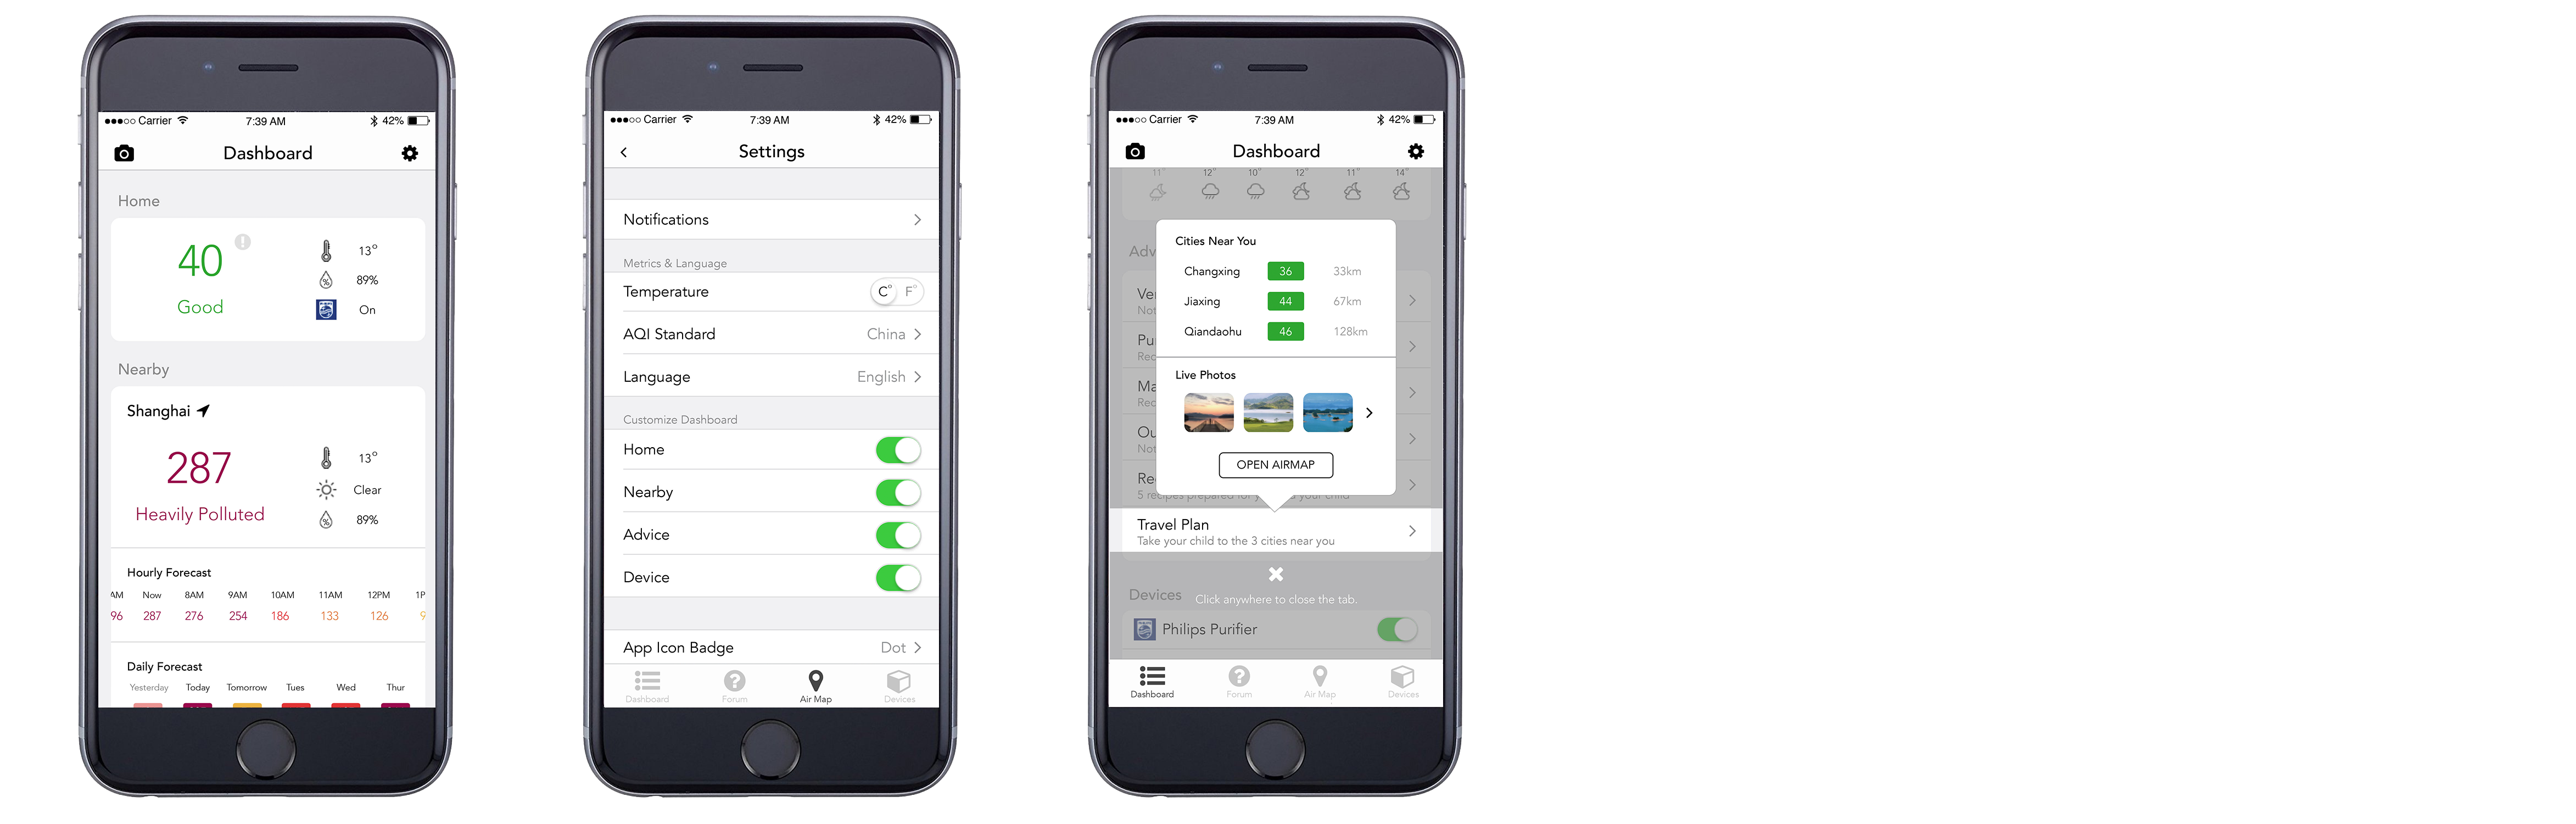 Carrier 7:39 AM 42%
Dashboard
Home
40
Good
13°
89%
On
Nearby
Shanghai
287
Heavily Polluted
13°
Clear
89%
Hourly Forecast
AM Now 8AM 9AM 10AM 11AM 12PM 1P
96 287 276 254 186 133 126 9
Daily Forecast
Yesterday Today Tomorrow Tues Wed Thur
Carrier 7:39 AM 42%
Settings
Notifications
Metrics & Language
Temperature C° F°
AQI Standard China
Language English
Customize Dashboard
Home
Nearby
Advice
Device
App Icon Badge Dot
Dashboard Forum Air Map Devices
Carrier 7:39 AM 42%
Dashboard
11° 12° 10° 12° 11° 14°
Adv
Cities Near You
Changxing 36 33km
Jiaxing 44 67km
Qiandaohu 46 128km
Live Photos
OPEN AIRMAP
Ve
Not
Pu
Rec
Ma
Rec
Ou
Not
Re
5 recipes prepared for y d your child
Travel Plan
Take your child to the 3 cities near you
Devices
Click anywhere to close the tab.
Philips Purifier
Dashboard Forum Air Map Devices